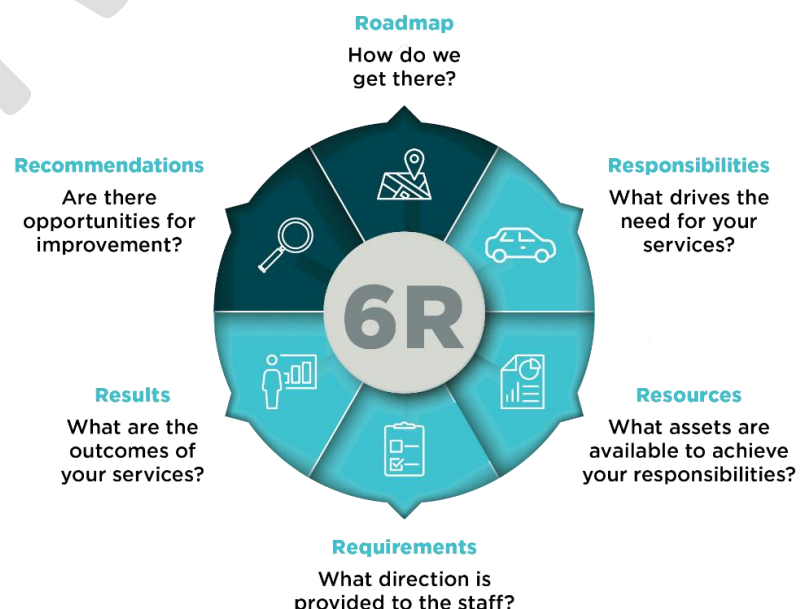 Roadmap
How do we
get there?
Responsibilities
What drives the
need for your
services?
Resources
What assets are
available to achieve
your responsibilities?
Requirements
What direction is
provided to the staff?
Results
What are the
outcomes of
your services?
Recommendations
Are there
opportunities for
improvement?
6R